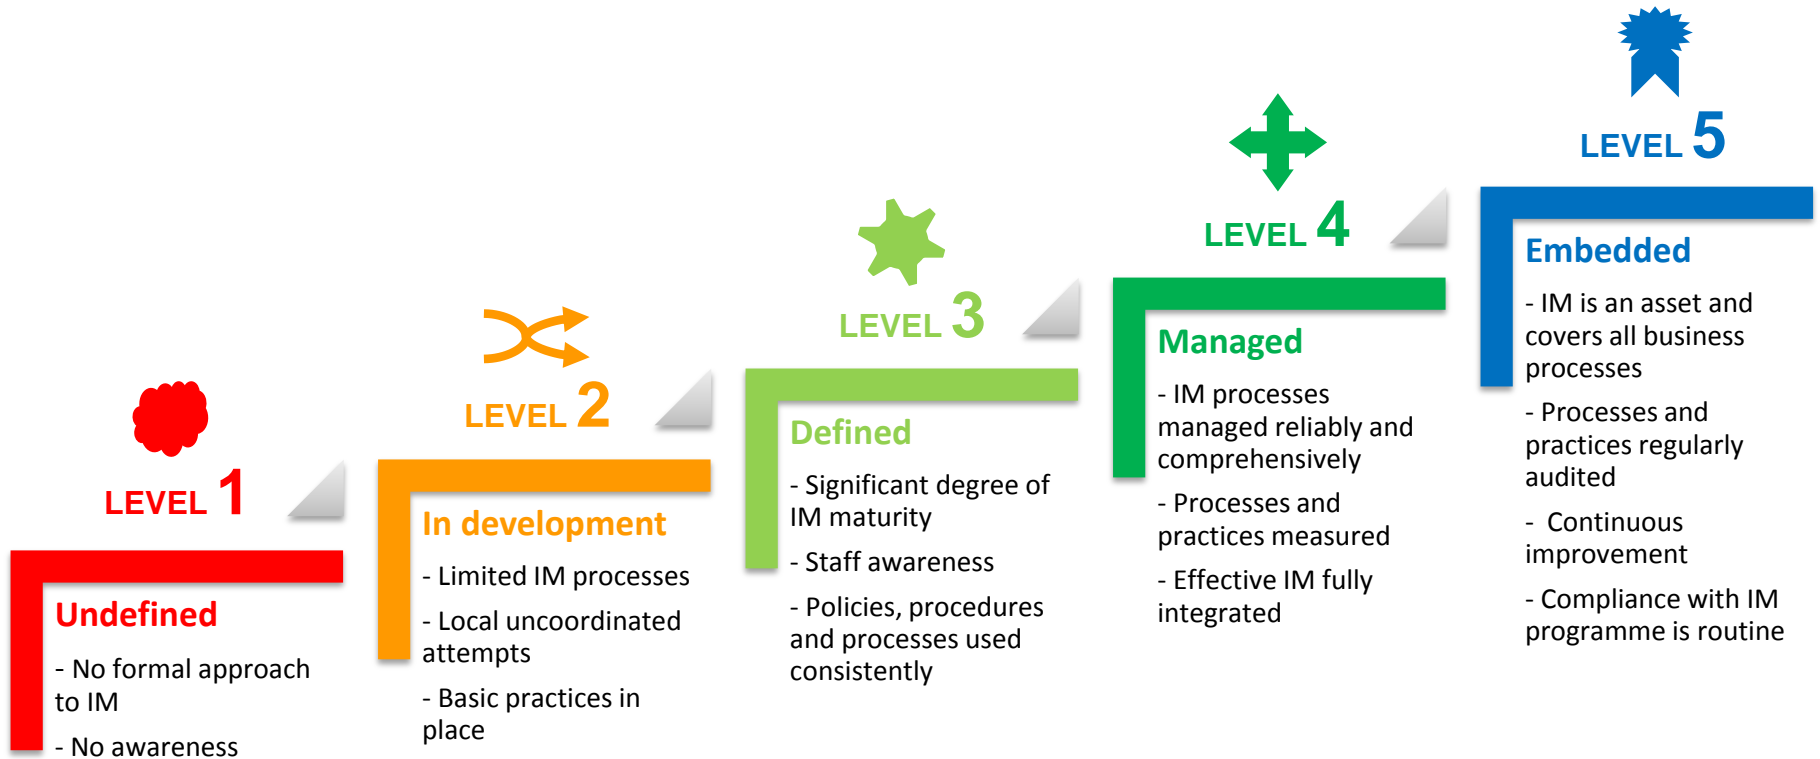 LEVEL 1
Undefined
- No formal approach
to IM
- No awareness
LEVEL 2
In development
- Limited IM processes
- Local uncoordinated
attempts
- Basic practices in
place
LEVEL 3
Defined
- Significant degree of
IM maturity
- Staff awareness
- Policies, procedures
and processes used
consistently
LEVEL 4
Managed
- IM processes
managed reliably and
comprehensively
- Processes and
practices measured
- Effective IM fully
integrated
LEVEL 5
Embedded
- IM is an asset and
covers all business
processes
- Processes and
practices regularly
audited
- Continuous
improvement
- Compliance with IM
programme is routine